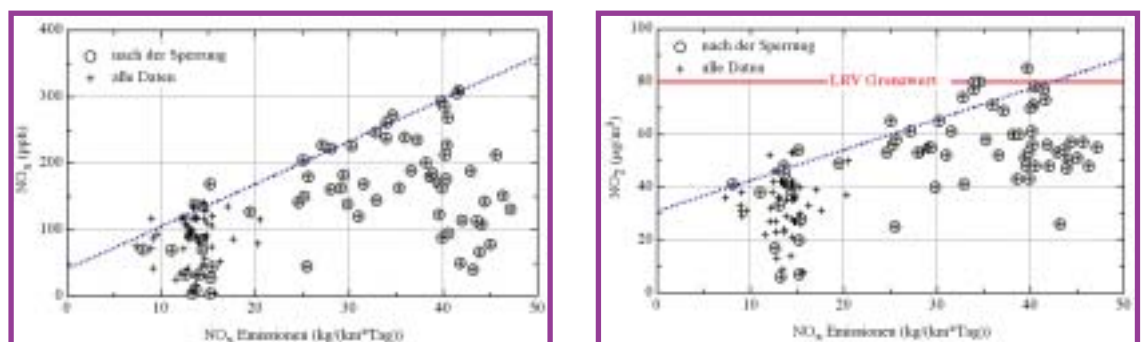 400
300
200
100
0
NOx (ppb)
nach der Sperrung
alle Daten
0 10 20 30 40 50
NOx Emissionen (kg/(km*Tag))
100
80
60
40
20
0
NO2 (µg/m³)
nach der Sperrung
alle Daten
LRV Grenzwert
0 10 20 30 40 50
NOx Emissionen (kg/(km*Tag))